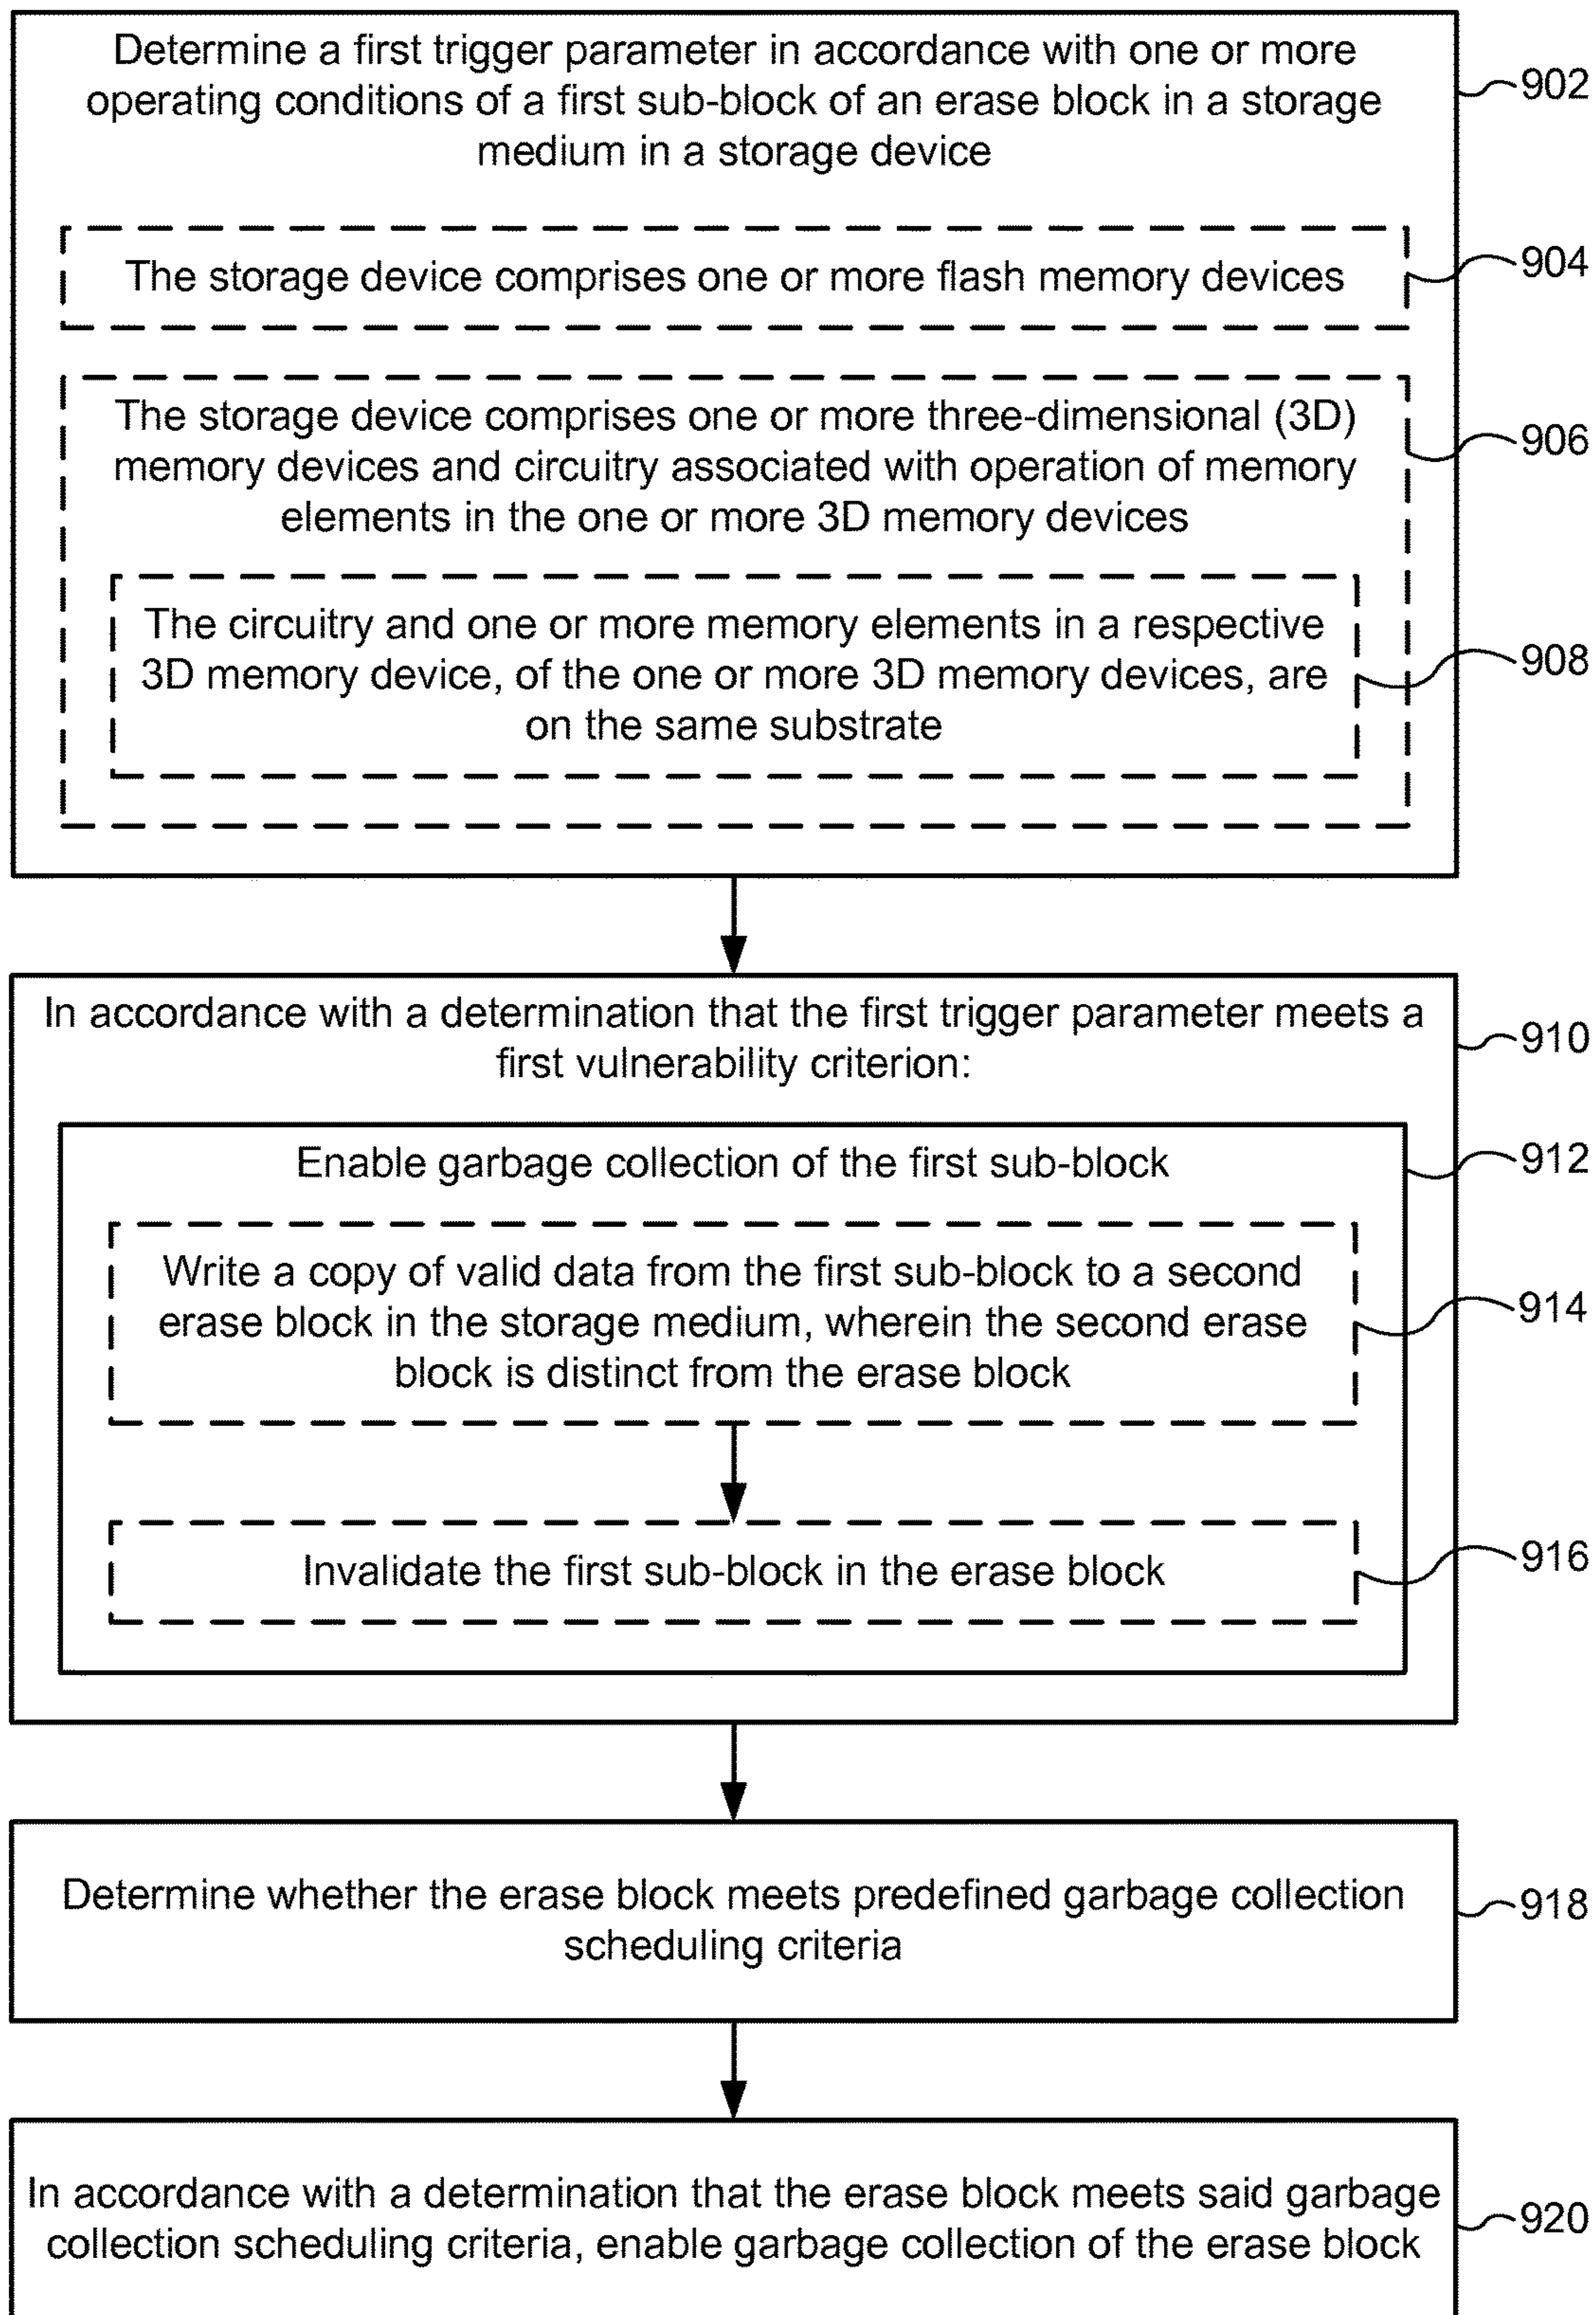 Determine a first trigger parameter in accordance with one or more
operating conditions of a first sub-block of an erase block in a storage
medium in a storage device
902
The storage device comprises one or more flash memory devices
904
The storage device comprises one or more three-dimensional (3D)
memory devices and circuitry associated with operation of memory
elements in the one or more 3D memory devices
906
The circuitry and one or more memory elements in a respective
3D memory device, of the one or more 3D memory devices, are
on the same substrate
908
In accordance with a determination that the first trigger parameter meets a
first vulnerability criterion:
910
Enable garbage collection of the first sub-block
912
Write a copy of valid data from the first sub-block to a second
erase block in the storage medium, wherein the second erase
block is distinct from the erase block
914
Invalidate the first sub-block in the erase block
916
Determine whether the erase block meets predefined garbage collection
scheduling criteria
918
In accordance with a determination that the erase block meets said garbage
collection scheduling criteria, enable garbage collection of the erase block
920